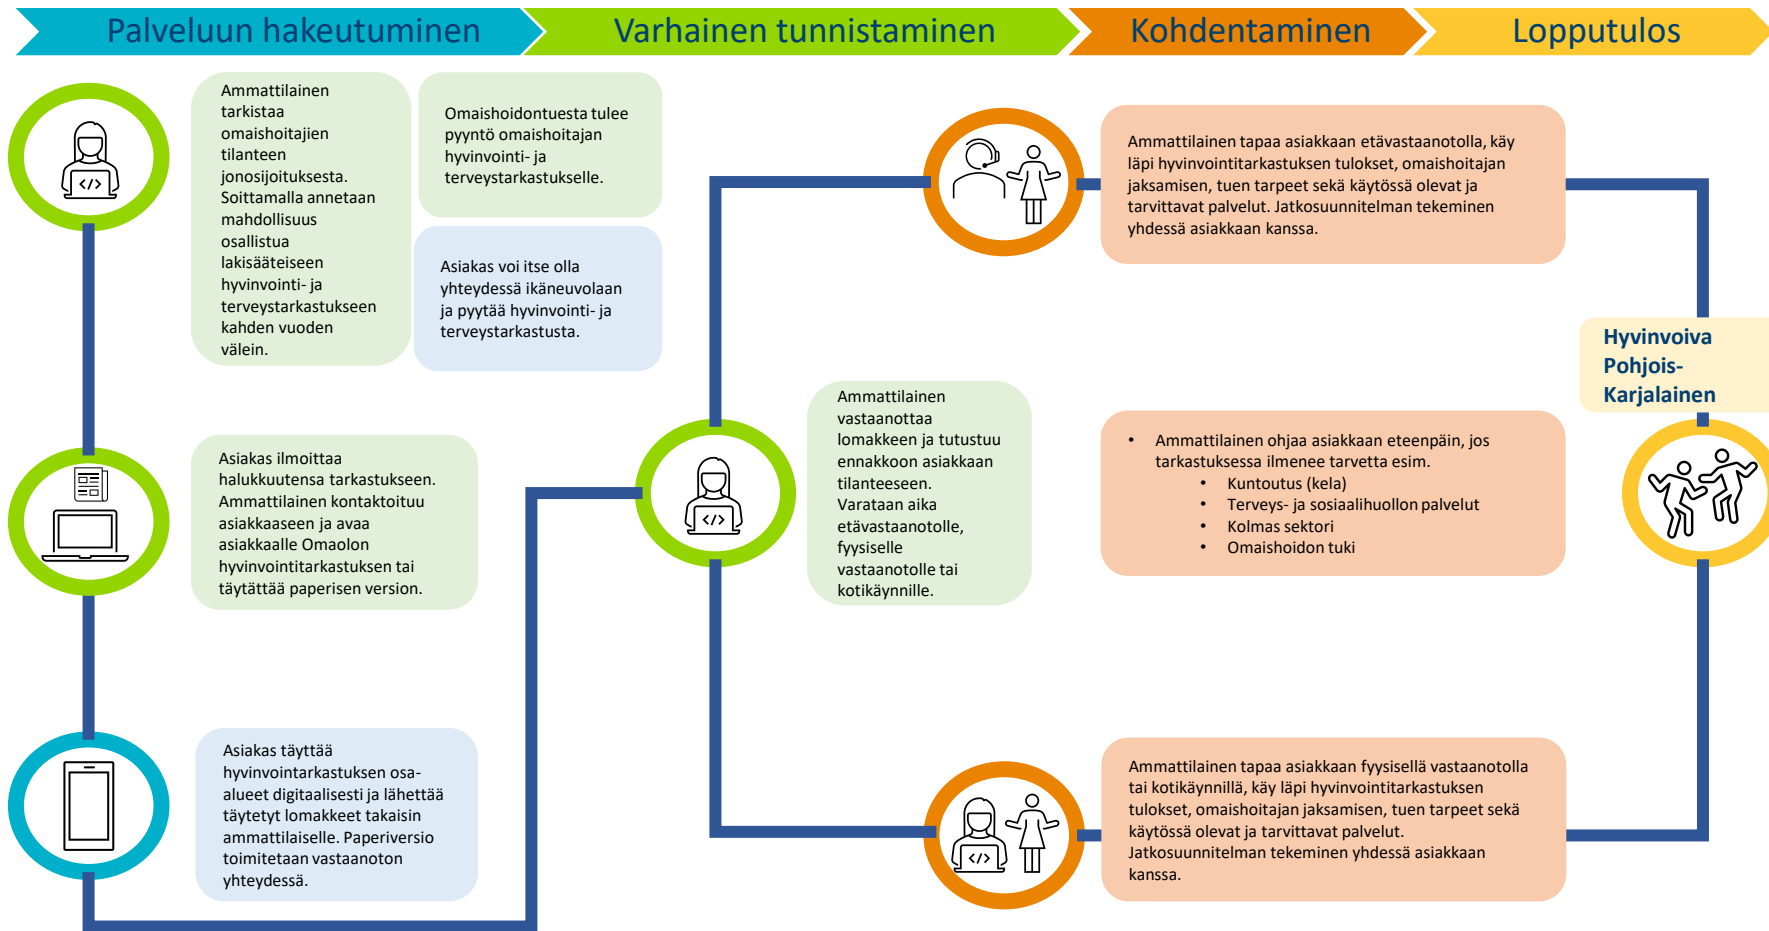 Palveluun hakeutuminen
Varhainen tunnistaminen
Kohdentaminen
Lopputulos
Ammattilainen
tarkistaa
omaishoitajien
tilanteen
jonosijoituksesta.
Soittamalla annetaan
mahdollisuus
osallistua
lakisääteiseen
hyvinvointi- ja
terveystarkastukseen
kahden vuoden
välein.
Omaishoidontuesta tulee
pyyntö omaishoitajan
hyvinvointi- ja
terveystarkastukselle.
Asiakas voi itse olla
yhteydessä ikäneuvolaan
ja pyytää hyvinvointi- ja
terveystarkastusta.
Asiakas ilmoittaa
halukkuutensa tarkastukseen.
Ammattilainen kontaktoituu
asiakkaaseen ja avaa
asiakkaalle Omaolon
hyvinvointitarkastuksen tai
täytättää paperisen version.
Asiakas täyttää
hyvinvointarkastuksen osa-
alueet digitaalisesti ja lähettää
täytetyt lomakkeet takaisin
ammattilaiselle. Paperiversio
toimitetaan vastaanoton
yhteydessä.
Ammattilainen
vastaanottaa
lomakkeen ja tutustuu
ennakkoon asiakkaan
tilanteeseen.
Varataan aika
etävastaanotolle,
fyysiselle
vastaanotolle tai
kotikäynnille.
Ammattilainen tapaa asiakkaan etävastaanotolla, käy
läpi hyvinvointitarkastuksen tulokset, omaishoitajan
jaksamisen, tuen tarpeet sekä käytössä olevat ja
tarvittavat palvelut. Jatkosuunnitelman tekeminen
yhdessä asiakkaan kanssa.
• Ammattilainen ohjaa asiakkaan eteenpäin, jos
tarkastuksessa ilmenee tarvetta esim.
• Kuntoutus (kela)
• Terveys- ja sosiaalihuollon palvelut
• Kolmas sektori
• Omaishoidon tuki
Ammattilainen tapaa asiakkaan fyysisellä vastaanotolla
tai kotikäynnillä, käy läpi hyvinvointitarkastuksen
tulokset, omaishoitajan jaksamisen, tuen tarpeet sekä
käytössä olevat ja tarvittavat palvelut.
Jatkosuunnitelman tekeminen yhdessä asiakkaan
kanssa.
Hyvinvoiva
Pohjois-
Karjalainen